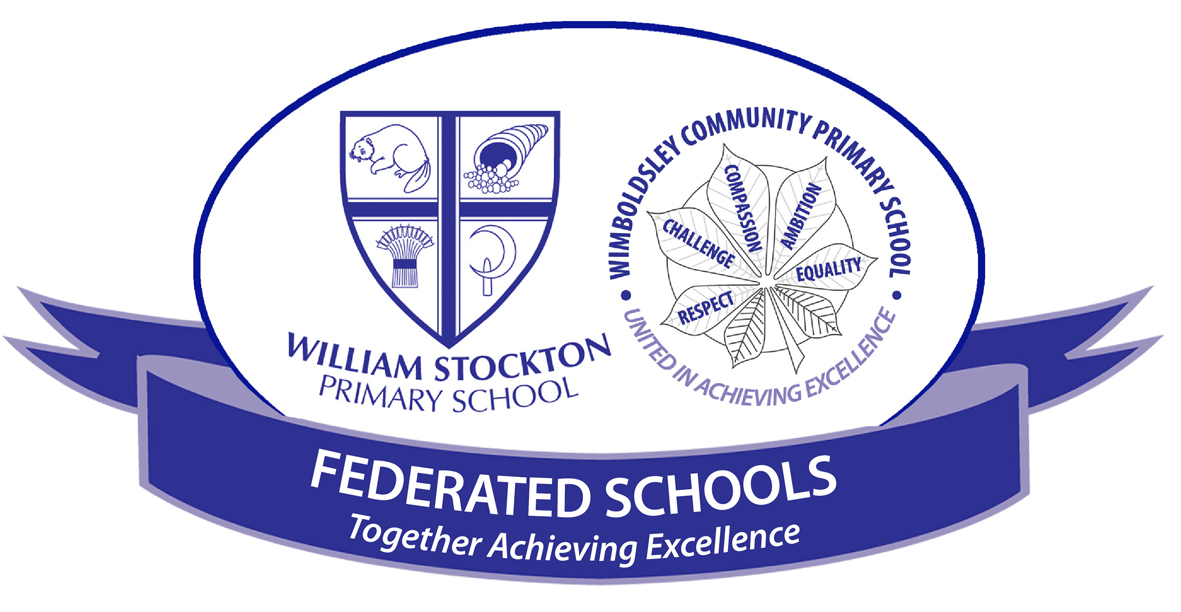 WILLIAM STOCKTON
PRIMARY SCHOOL
• WIMBOLDSLEY COMMUNITY PRIMARY SCHOOL •
RESPECT
CHALLENGE
COMPASSION
AMBITION
EQUALITY
UNITED IN ACHIEVING EXCELLENCE
FEDERATED SCHOOLS
Together Achieving Excellence